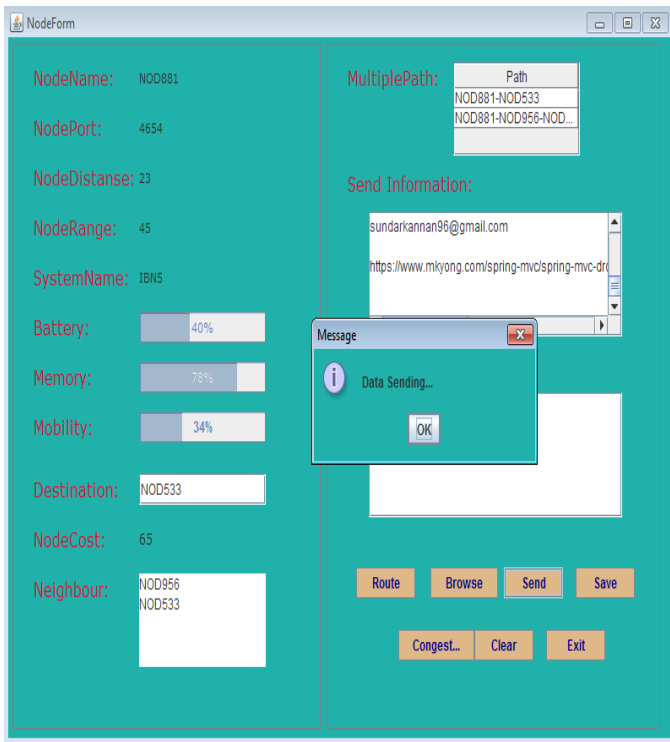 NodeForm
NodeName: NOD881
NodePort: 4654
NodeDistanse: 23
NodeRange: 45
SystemName: IBN5
Battery: 40%
Memory: 78%
Mobility: 34%
Destination: NOD533
NodeCost: 65
Neighbour: NOD956
NOD533
MultiplePath:
Path
NOD881-NOD533
NOD881-NOD956-NOD...
Send Information:
sundarkannan96@gmail.com
https://www.mkyong.com/spring-mvc/spring-mvc-dro
Message
Data Sending...
OK
Route Browse Send Save
Congest... Clear Exit